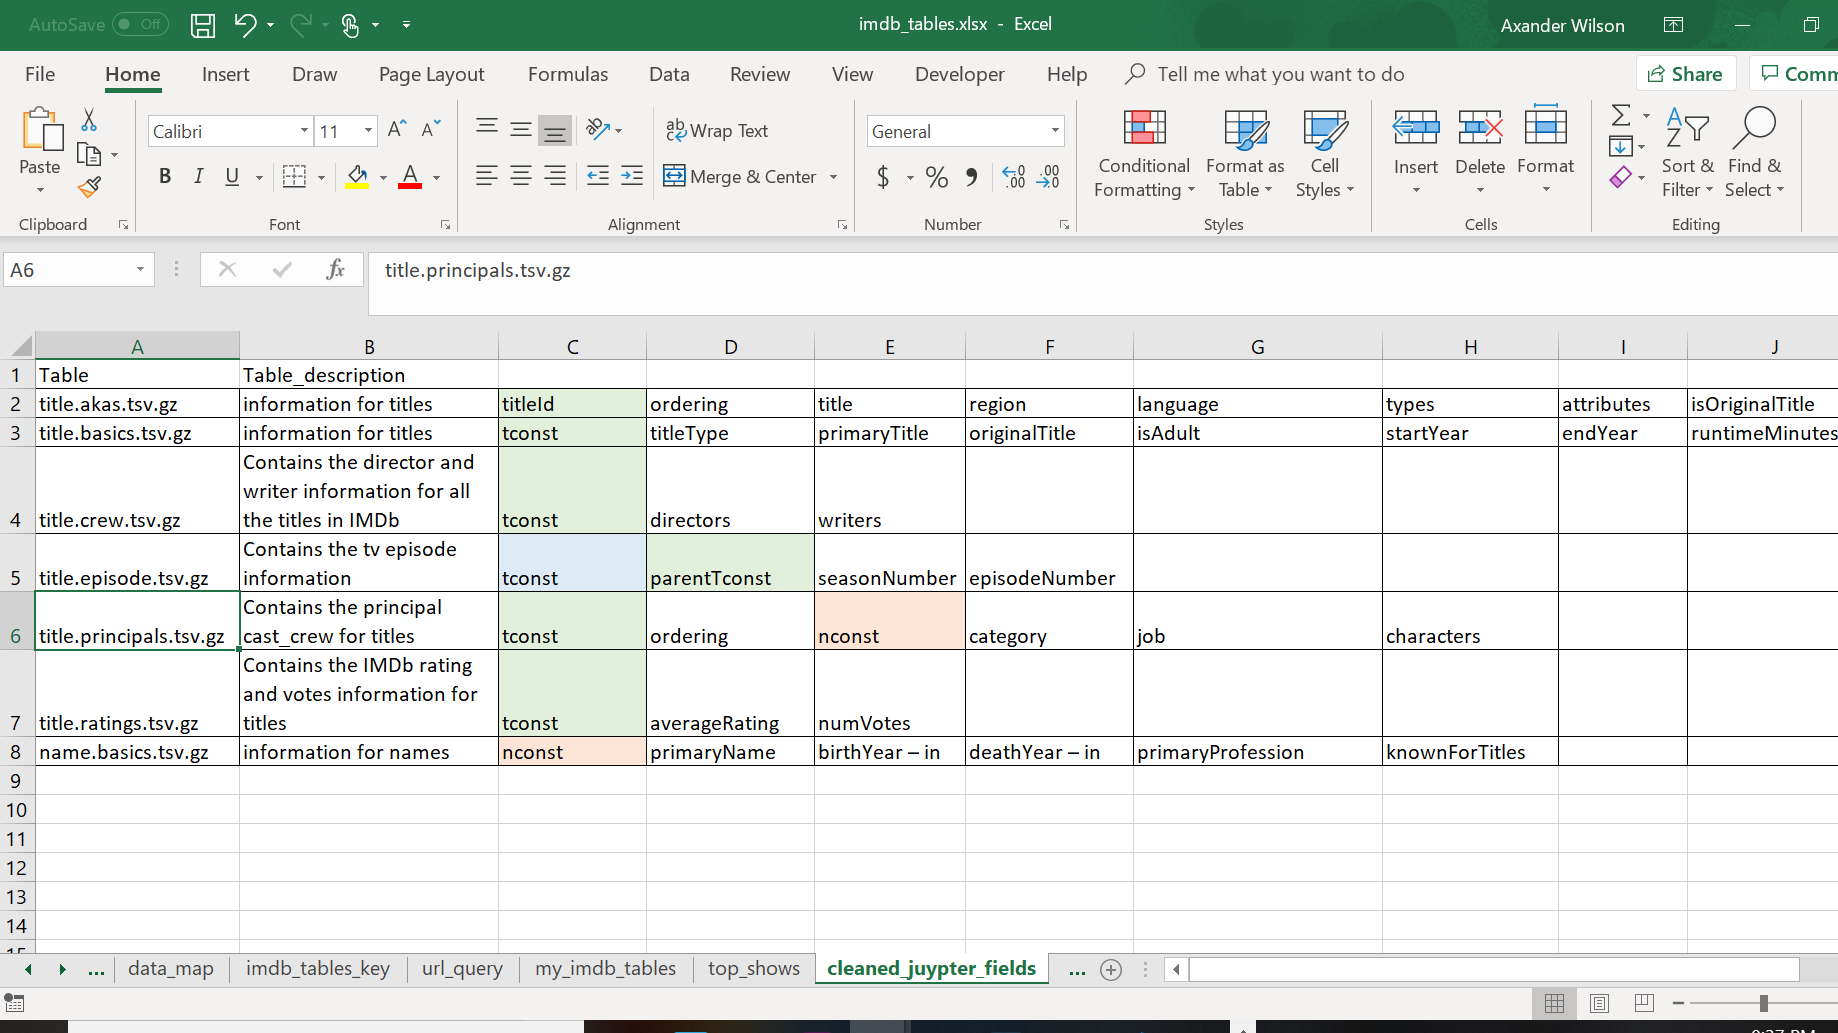 AutoSave Off
imdb_tables.xlsx - Excel
Axander Wilson
File Home Insert Draw Page Layout Formulas Data Review View Developer Help Tell me what you want to do Share
Calibri 11 Wrap Text General
Paste B I U Merge & Center $ % Conditional Formatting Format as Table Cell Styles Insert Delete Format Sort & Filter Find & Select
Clipboard Font Alignment Number Styles Cells Editing
A6 fx title.principals.tsv.gz
A B C D E F G H I J
1 Table Table_description
2 title.akas.tsv.gz information for titles titleId ordering title region language types attributes isOriginalTitle
3 title.basics.tsv.gz information for titles tconst titleType primaryTitle originalTitle isAdult startYear endYear runtimeMinutes
Contains the director and
writer information for all
4 title.crew.tsv.gz the titles in IMDb tconst directors writers
Contains the tv episode
5 title.episode.tsv.gz information tconst parentTconst seasonNumber episodeNumber
Contains the principal
6 title.principals.tsv.gz cast_crew for titles tconst ordering nconst category job characters
Contains the IMDb rating
and votes information for
7 title.ratings.tsv.gz titles tconst averageRating numVotes
8 name.basics.tsv.gz information for names nconst primaryName birthYear – in deathYear – in primaryProfession knownForTitles
9
10
11
12
13
14
... data_map imdb_tables_key url_query my_imdb_tables top_shows cleaned_juypter_fields ...